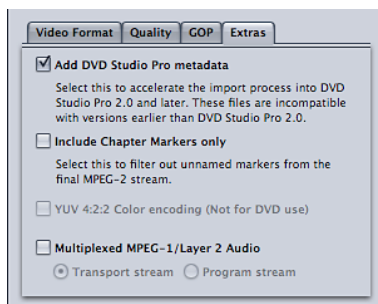 Video Format Quality GOP Extras
Add DVD Studio Pro metadata
Select this to accelerate the import process into DVD
Studio Pro 2.0 and later. These files are incompatible
with versions earlier than DVD Studio Pro 2.0.
Include Chapter Markers only
Select this to filter out unnamed markers from the
final MPEG-2 stream.
YUV 4:2:2 Color encoding (Not for DVD use)
Multiplexed MPEG-1/Layer 2 Audio
Transport stream Program stream